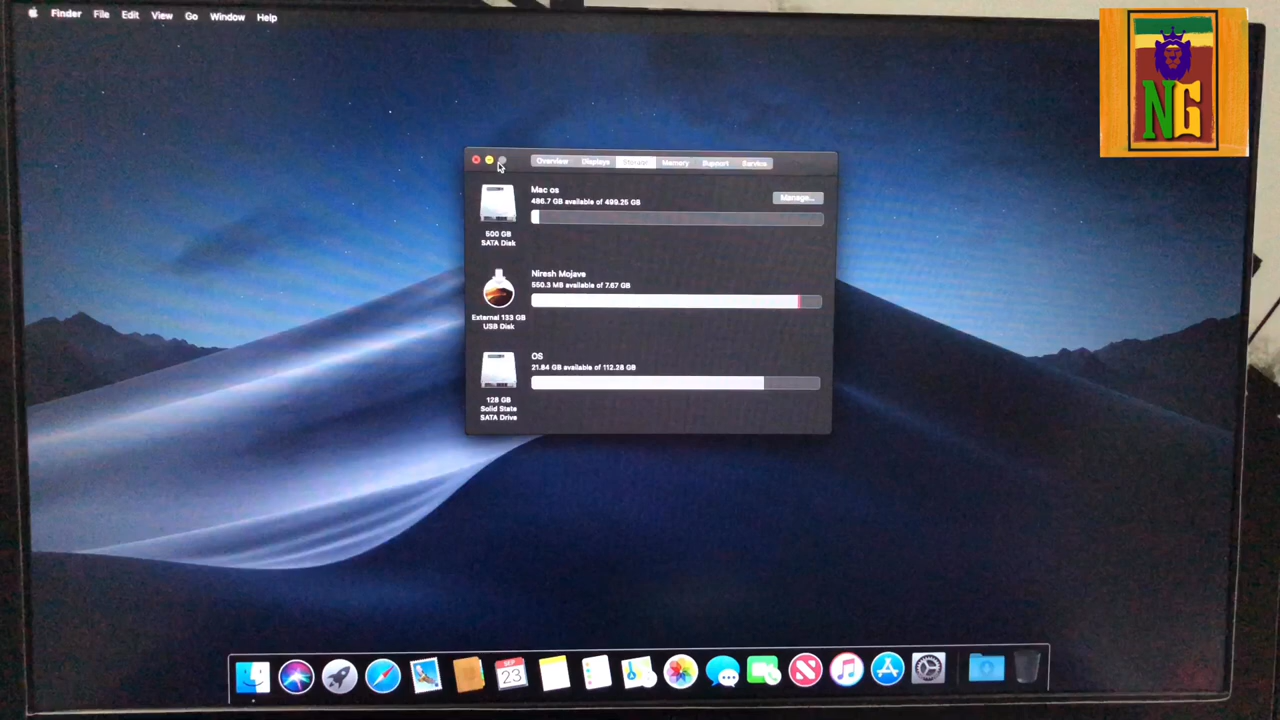 Finder File Edit View Go Window Help
NG
Overview Displays Storage Memory Support Service
Mac os
486.7 GB available of 499.25 GB
Manage...
500 GB
SATA Disk
Niresh Mojave
550.3 MB available of 7.67 GB
External 133 GB
USB Disk
OS
21.84 GB available of 112.28 GB
128 GB
Solid State
SATA Drive
SEP
23